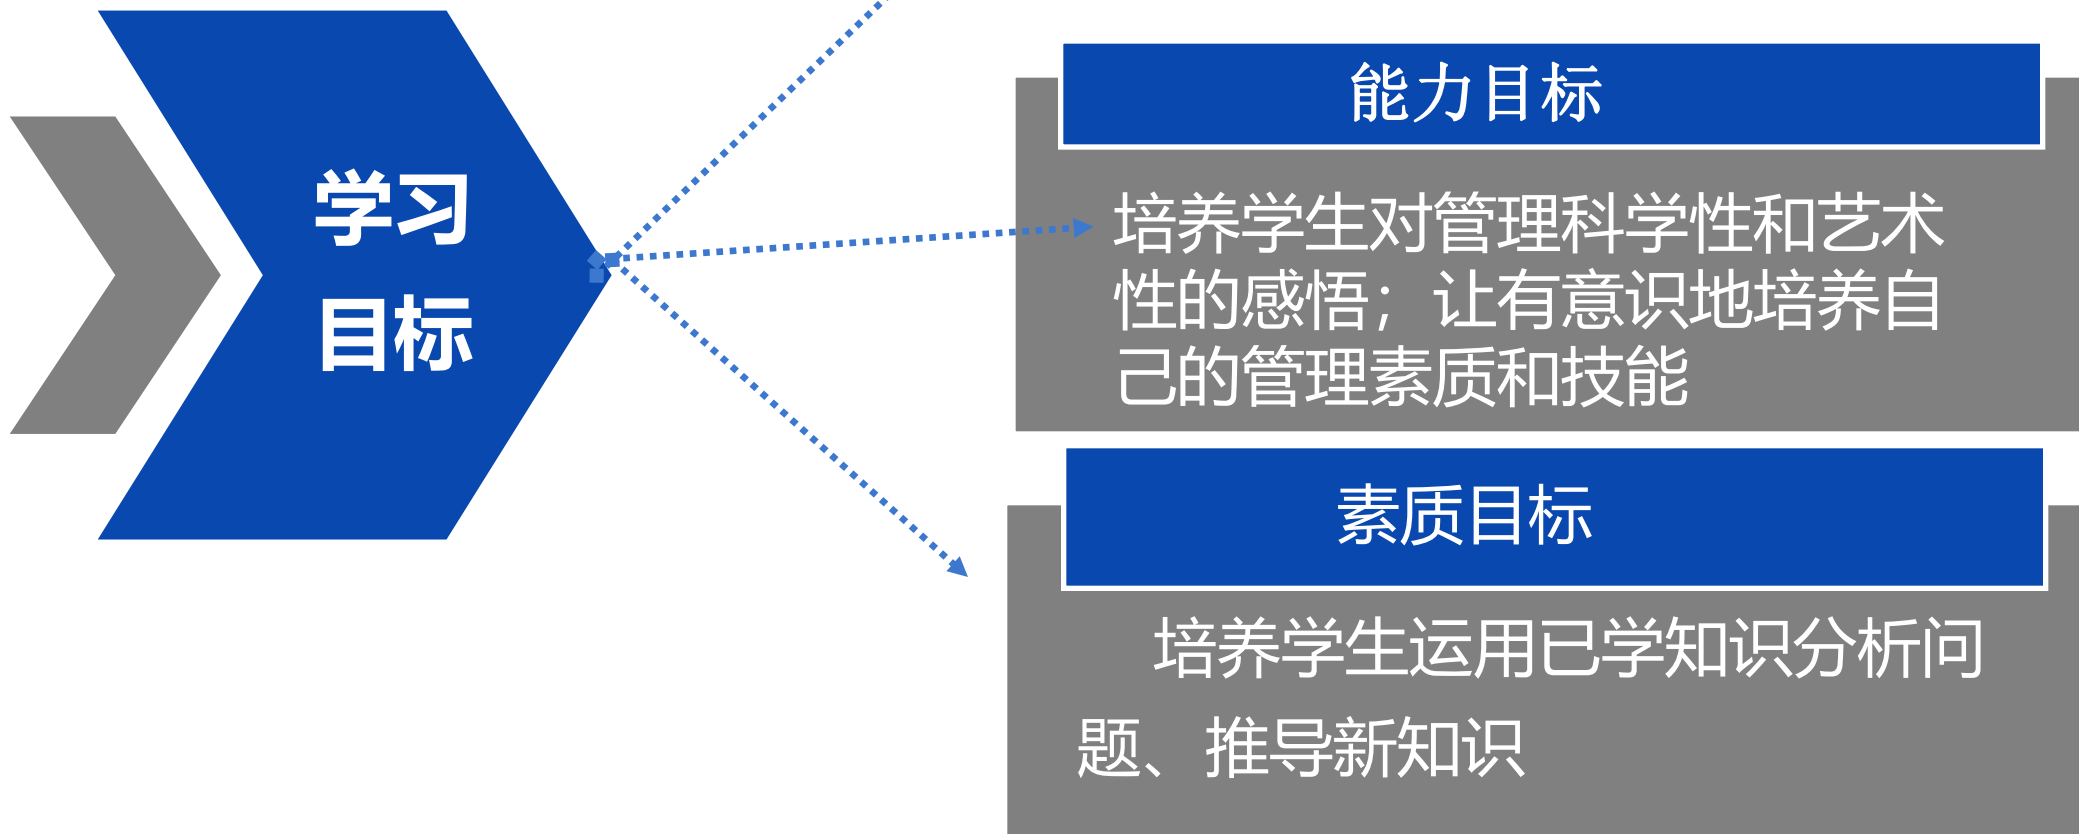 学习
目标
能力目标
培养学生对管理科学性和艺术
性的感悟；让有意识地培养自
己的管理素质和技能
素质目标
培养学生运用已学知识分析问
题、推导新知识